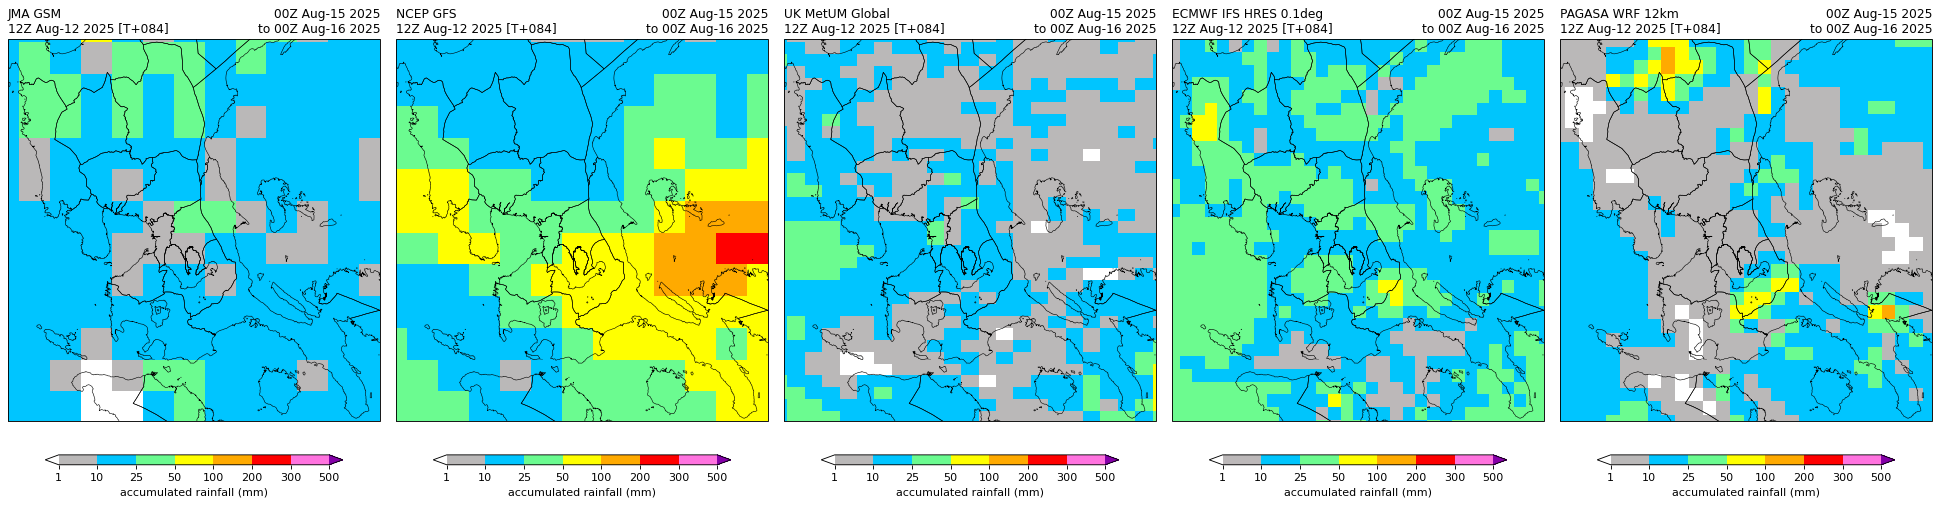 JMA GSM 00Z Aug-15 2025
12Z Aug-12 2025 [T+084] to 00Z Aug-16 2025
1 10 25 50 100 200 300 500
accumulated rainfall (mm)
NCEP GFS 00Z Aug-15 2025
12Z Aug-12 2025 [T+084] to 00Z Aug-16 2025
1 10 25 50 100 200 300 500
accumulated rainfall (mm)
UK MetUM Global 00Z Aug-15 2025
12Z Aug-12 2025 [T+084] to 00Z Aug-16 2025
1 10 25 50 100 200 300 500
accumulated rainfall (mm)
ECMWF IFS HRES 0.1deg 00Z Aug-15 2025
12Z Aug-12 2025 [T+084] to 00Z Aug-16 2025
1 10 25 50 100 200 300 500
accumulated rainfall (mm)
PAGASA WRF 12km 00Z Aug-15 2025
12Z Aug-12 2025 [T+084] to 00Z Aug-16 2025
1 10 25 50 100 200 300 500
accumulated rainfall (mm)